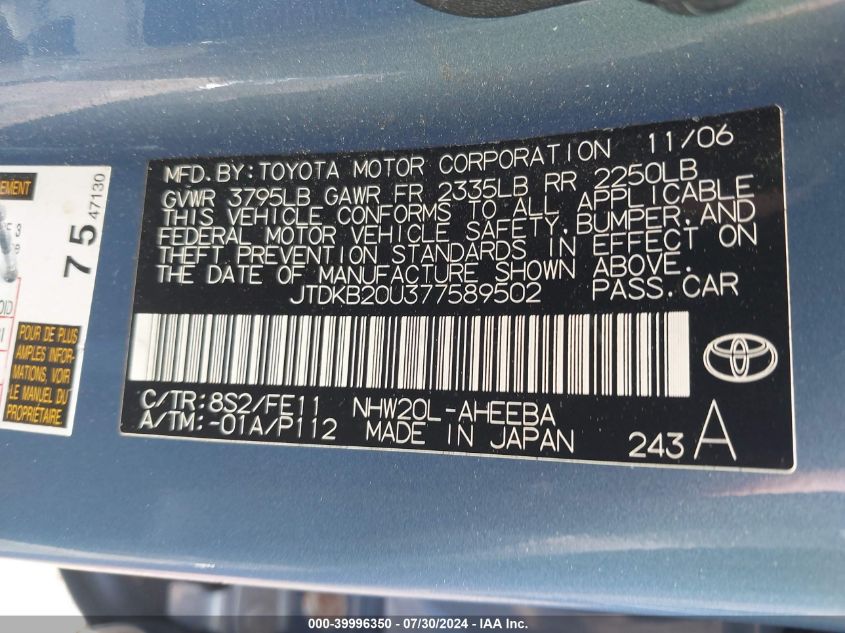 MFD. BY: TOYOTA MOTOR CORPORATION 11/06
GVWR 3795LB GAWR FR 2335LB RR 2250LB
THIS VEHICLE CONFORMS TO ALL APPLICABLE
FEDERAL MOTOR VEHICLE SAFETY, BUMPER, AND
THEFT PREVENTION STANDARDS IN EFFECT ON
THE DATE OF MANUFACTURE SHOWN ABOVE.
JTDKB20U377589502 PASS. CAR
C/TR: 8S2/FE11 NHW20L-AHEEBA
A/TM: -01A/P112 MADE IN JAPAN 243 A
EMENT
75 47130
POUR DE PLUS
AMPLES INFOR-
MATIONS, VOIR
LE MANUEL DU
PROPRIÉTAIRE
000-39996350 - 07/30/2024 - IAAI.com